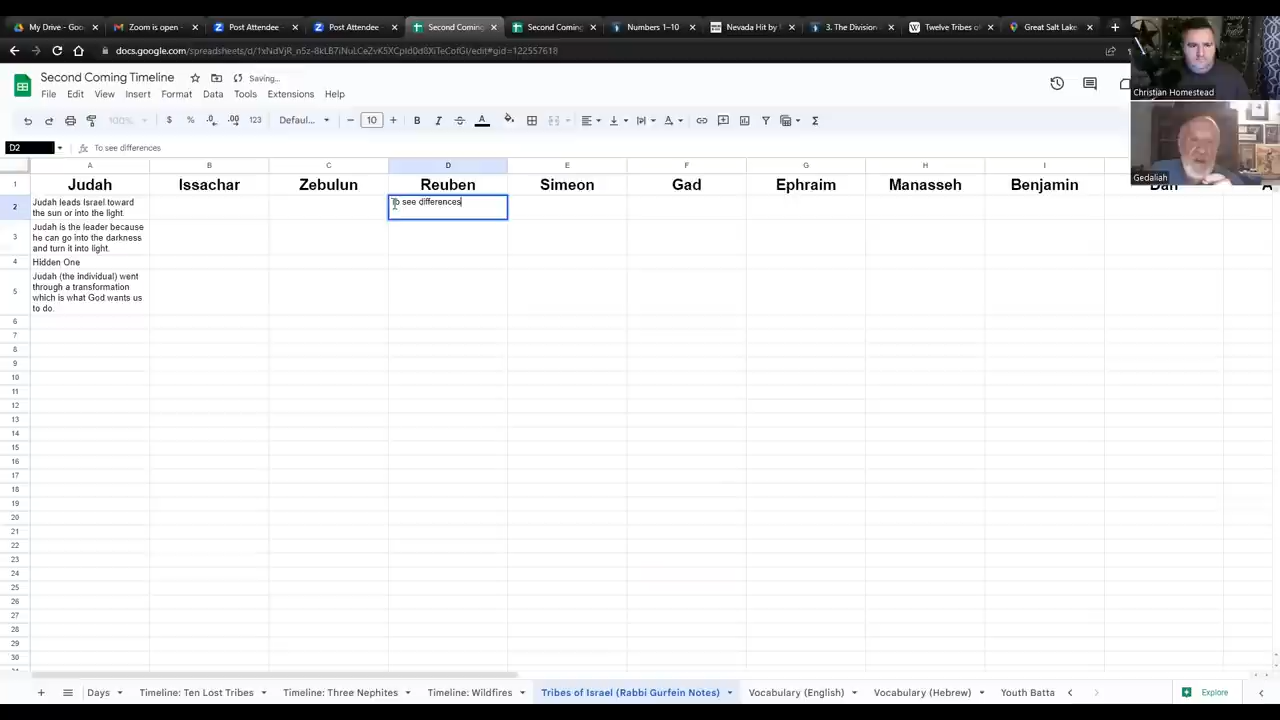 My Drive - G
Zoom is open
Post Attendee
Post Attendee
Second Coming
Second Coming
Numbers 1–10
Nevada Hit by
3. The Division
Twelve Tribes of
Great Salt Lake
docs.google.com/spreadsheets/d/
Second Coming Timeline
Saving...
File Edit View Insert Format Data Tools Extensions Help
100% $ % .0 .00 123 Defaul... 10 B I A
D2 To see differences
A B C D E F G H I
1 Judah Issachar Zebulun Reuben Simeon Gad Ephraim Manasseh Benjamin Dan A
2 Judah leads Israel toward
the sun or into the light.
To see differences
3 Judah is the leader because
he can go into the darkness
and turn it into light.
4 Hidden One
5 Judah (the individual) went
through a transformation
which is what God wants us
to do.
6
7
8
9
10
11
12
13
14
15
16
17
18
19
20
21
22
23
24
25
26
27
28
29
30
Christian Homestead
Gedaliah
Days
Timeline: Ten Lost Tribes
Timeline: Three Nephites
Timeline: Wildfires
Tribes of Israel (Rabbi Gurfein Notes)
Vocabulary (English)
Vocabulary (Hebrew)
Youth Batta
Explore